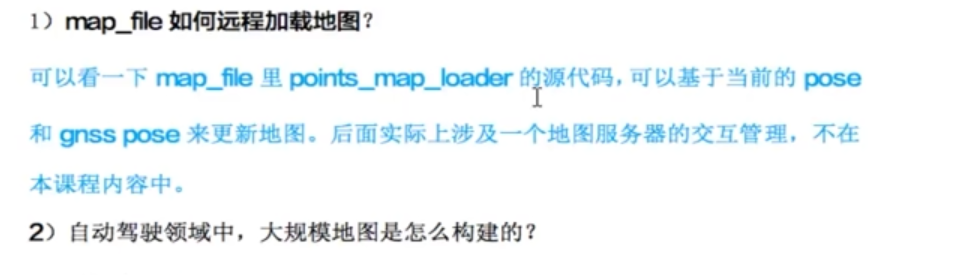 1）map_file 如何远程加载地图？
可以看一下 map_file 里 points_map_loader 的源代码，可以基于当前的 pose
和 gnss pose 来更新地图。后面实际上涉及一个地图服务器的交互管理，不在
本课程内容中。
2）自动驾驶领域中，大规模地图是怎么构建的？